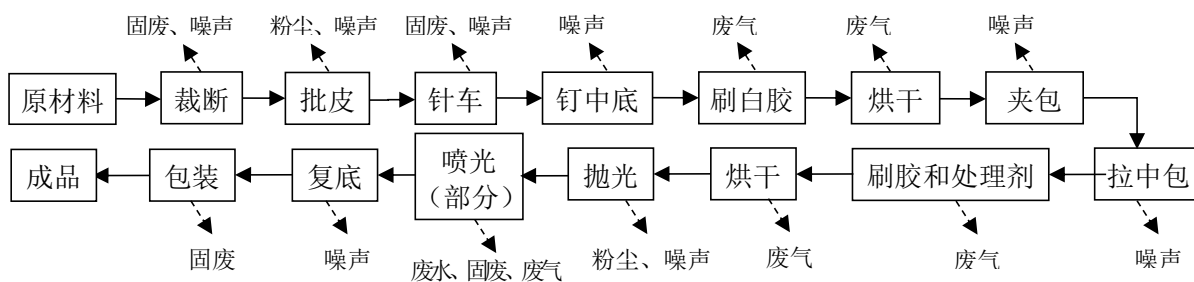 固废、噪声 粉尘、噪声 固废、噪声 噪声 废气 废气 噪声
原材料 裁断 批皮 针车 钉中底 刷白胶 烘干 夹包
成品 包装 复底 喷光（部分） 抛光 烘干 刷胶和处理剂 拉中包
固废 噪声 废水、固废、废气 粉尘、噪声 废气 废气 噪声